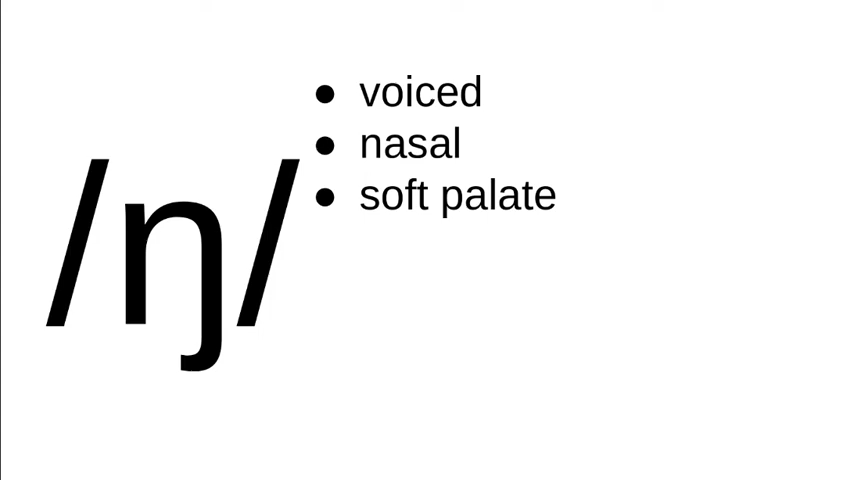 /ŋ/
● voiced
● nasal
● soft palate